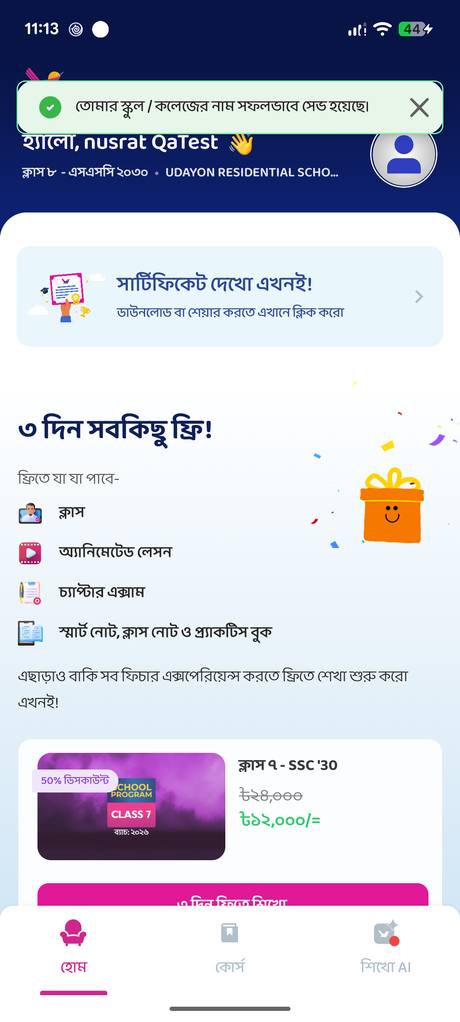 11:13
44
তোমার স্কুল / কলেজের নাম সফলভাবে সেভ হয়েছে।
হ্যালো, nusrat QaTest 👋
ক্লাস ৮ - এসএসসি ২০৩০ • UDAYON RESIDENTIAL SCHO...
সার্টিফিকেট দেখো এখনই!
ডাউনলোড বা শেয়ার করতে এখানে ক্লিক করো
৩ দিন সবকিছু ফ্রি!
ফ্রিতে যা যা পাবে-
ক্লাস
অ্যানিমেটেড লেসন
চ্যাপ্টার এক্সাম
স্মার্ট নোট, ক্লাস নোট ও প্র্যাকটিস বুক
এছাড়াও বাকি সব ফিচার এক্সপেরিয়েন্স করতে ফ্রিতে শেখা শুরু করো
এখনই!
50% ডিসকাউন্ট
SCHOOL
PROGRAM
CLASS 7
ব্যাচ: ২০২৬
ক্লাস ৭ - SSC '30
৳২৪,০০০
৳১২,০০০/=
৩ দিন ফ্রিতে শিখো
হোম
কোর্স
শিখো AI